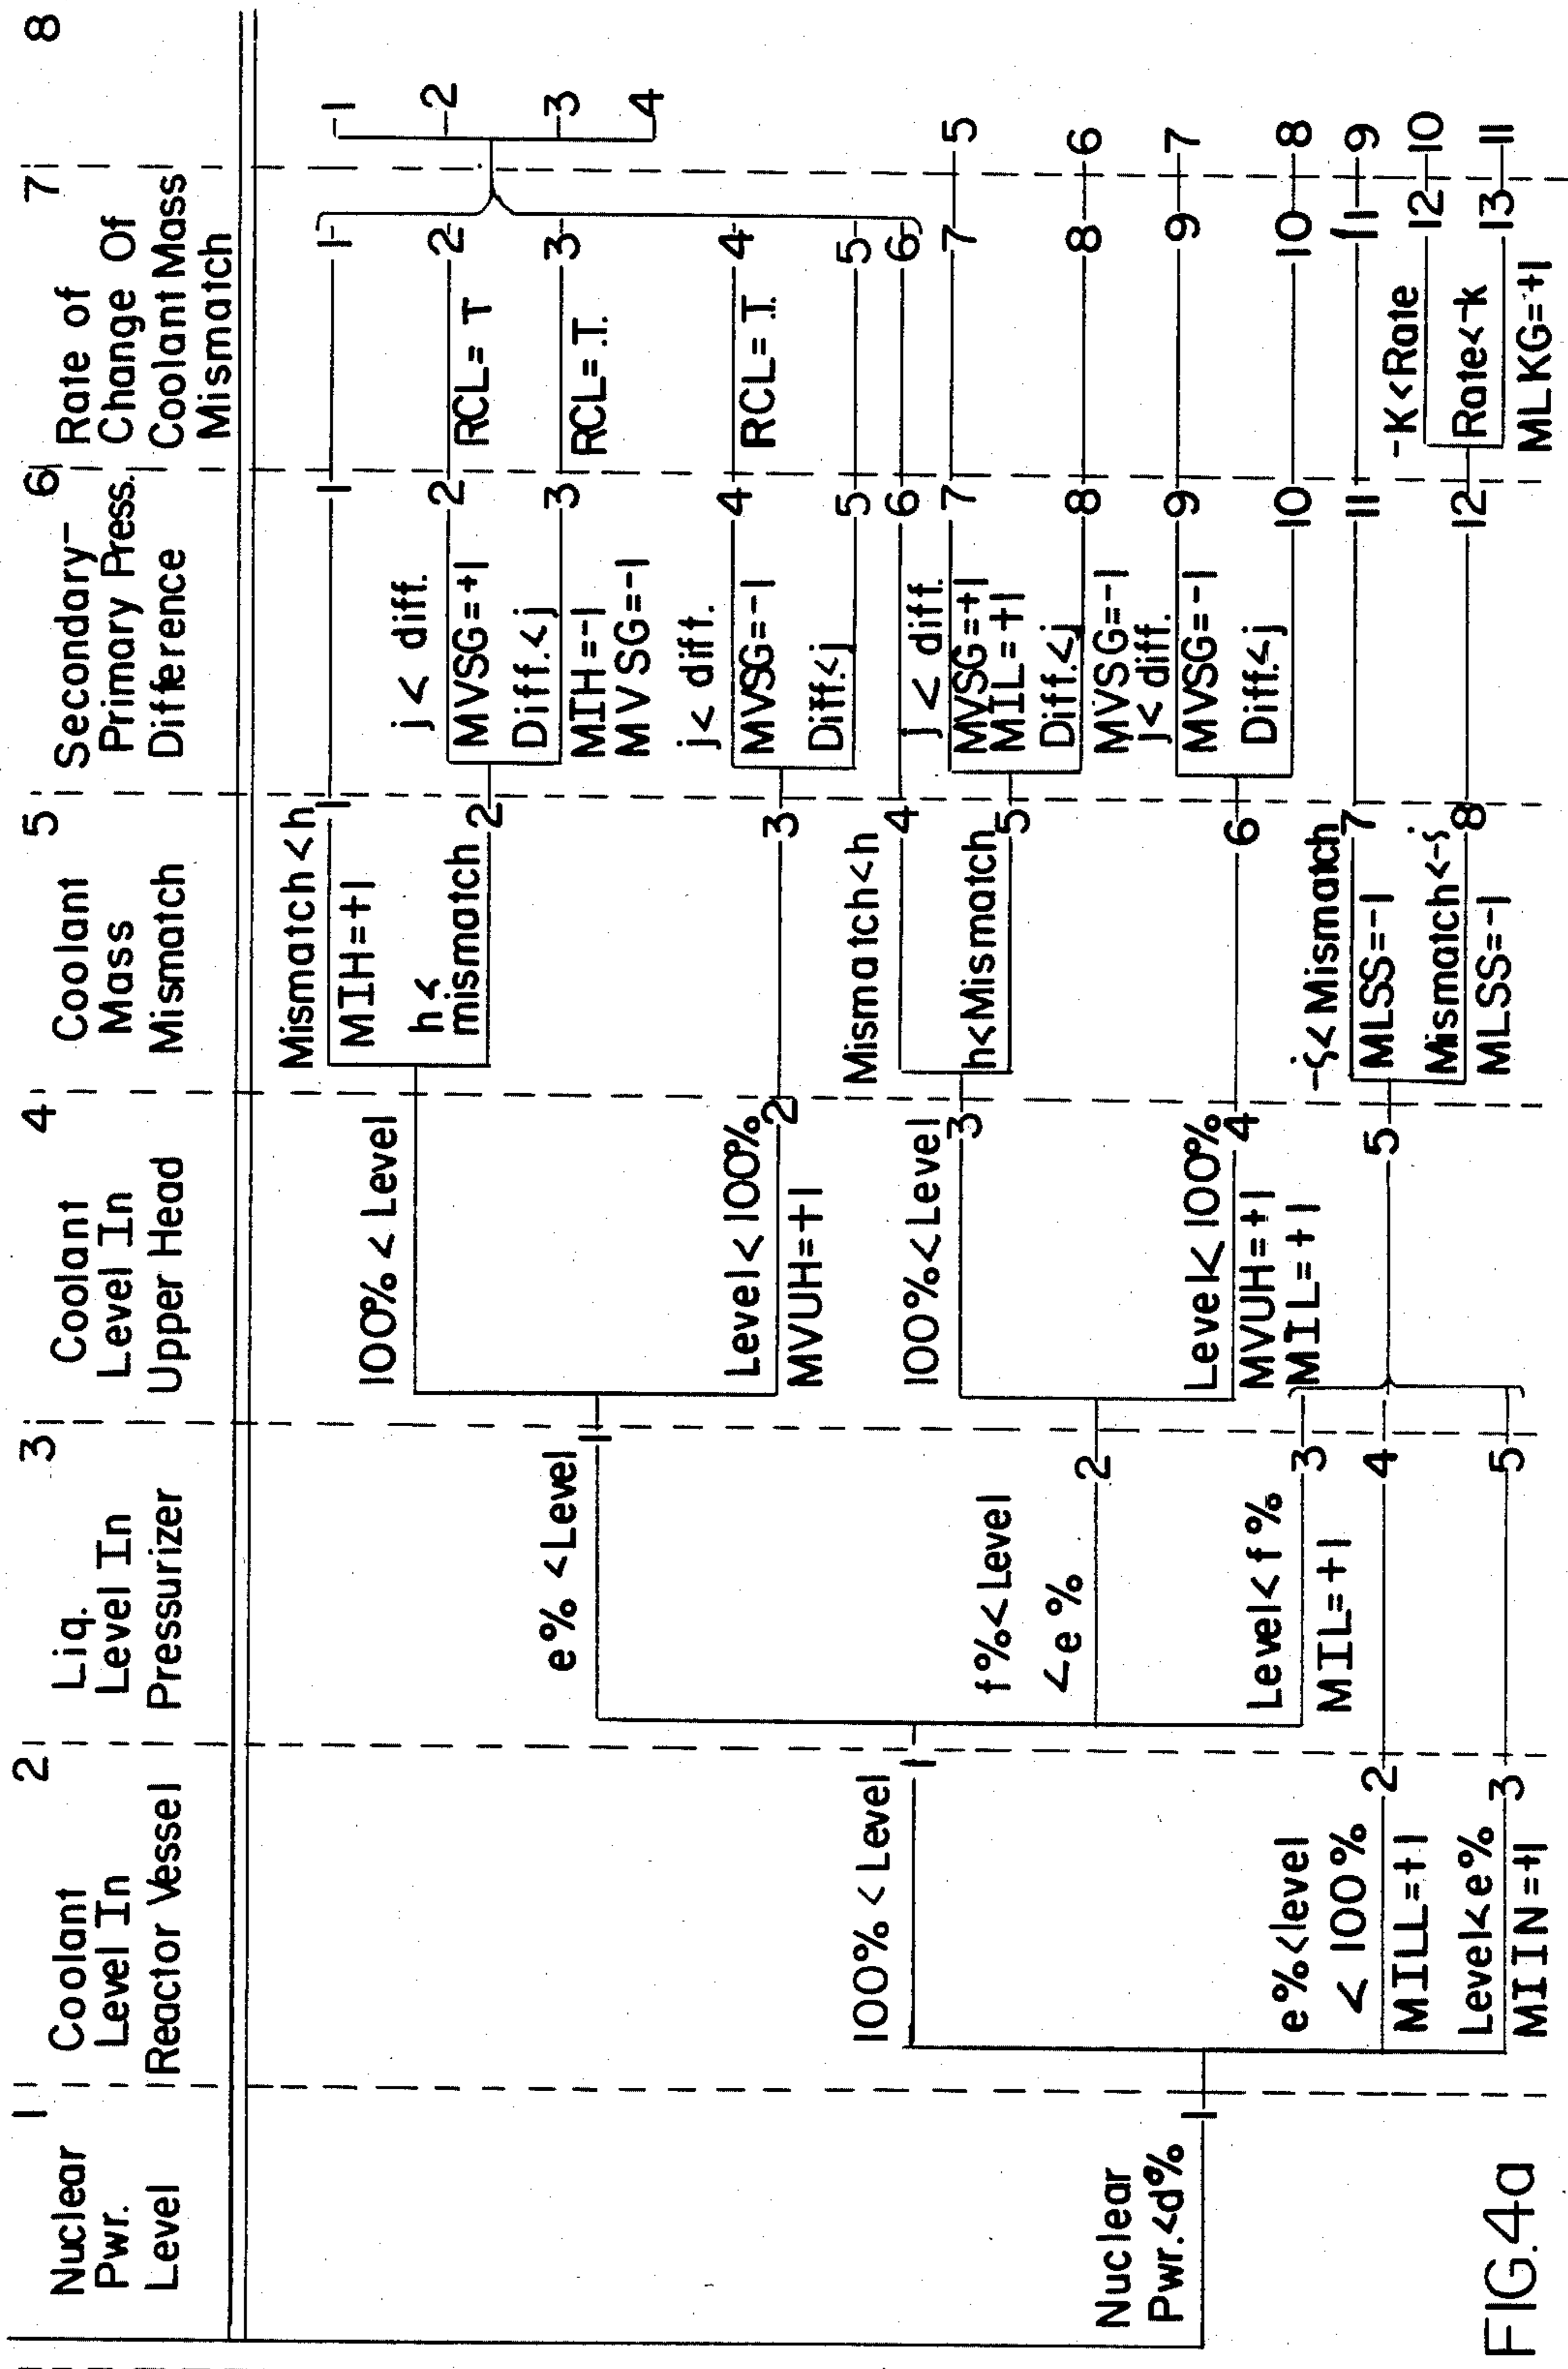 1
2
3
4
5
6
7
8
Nuclear
Pwr.
Level
Coolant
Level In
Reactor Vessel
Liq.
Level In
Pressurizer
Coolant
Level In
Upper Head
Coolant
Mass
Mismatch
Secondary-
Primary Press.
Difference
Rate of
Change Of
Coolant Mass
Mismatch
Nuclear
Pwr.<d%
1
100% < Level
1
e%<level
< 100%
2
MILL=+1
Level<e%
3
MIIN=+1
e% <Level
1
f%<Level
<e%
2
Level<f%
3
MIL=+1
4
5
100% < Level
Level<100%
2
MVUH=+1
100%<Level
3
Level<100%
4
MVUH=+1
MIL=+1
5
Mismatch<h
1
MIH=+1
h<
mismatch
2
3
Mismatch<h
4
h<Mismatch
5
6
Mismatch
7
MLSS=-1
8
MLSS=-1
1
j < diff.
2
MVSG=+1
Diff.<j
3
MIH=-1
MVSG=-1
j< diff.
4
MVSG=-1
Diff.<j
5
6
j < diff.
7
MVSG=+1
MIL=+1
Diff.<j
8
MVSG=-1
j< diff.
9
MVSG=-1
Diff.<j
10
11
12
1
2
RCL= T
3
RCL=.T.
4
RCL=.T.
5
6
7
8
9
10
11
-K<Rate
12
Rate<-k
13
MLKG=+1
1
2
3
4
5
6
7
8
9
10
11
FIG.4a